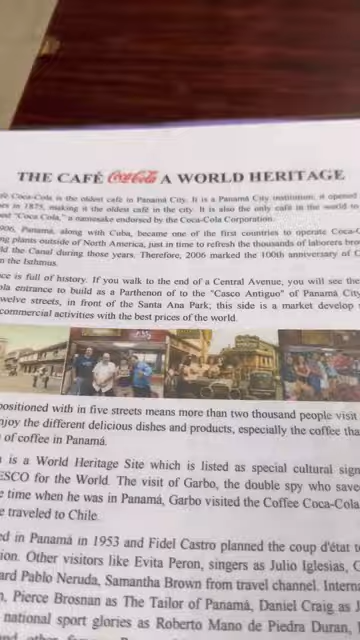 THE CAFÉ Coca-Cola A WORLD HERITAGE
Coca-Cola is the oldest café in Panamá City. It is a Panamá City institution; it opened
in 1875, making it the oldest café in the city. It is also the only café in the world to
"Coca Cola," a namesake endorsed by the Coca-Cola Corporation.
Panamá, along with Cuba, became one of the first countries to operate Coca-
plants outside of North America, just in time to refresh the thousands of laborers
the Canal during those years. Therefore, 2006 marked the 100th anniversary of
n the Isthmus.
ce is full of history. If you walk to the end of a Central Avenue, you will see the
entrance to build as a Parthenon of to the "Casco Antiguo" of Panamá City
welve streets, in front of the Santa Ana Park; this side is a market develop
commercial activities with the best prices of the world.
positioned with in five streets means more than two thousand people visit
njoy the different delicious dishes and products, especially the coffee tha
of coffee in Panamá.
is a World Heritage Site which is listed as special cultural sign
ESCO for the World. The visit of Garbo, the double spy who save
e time when he was in Panamá, Garbo visited the Coffee Coca-Cola
e traveled to Chile.
ed in Panamá in 1953 and Fidel Castro planned the coup d'état t
ion. Other visitors like Evita Peron, singers as Julio Iglesias, C
ard Pablo Neruda, Samantha Brown from travel channel. Intern
n, Pierce Brosnan as The Tailor of Panamá, Daniel Craig as
national sport glories as Roberto Mano de Piedra Duran,